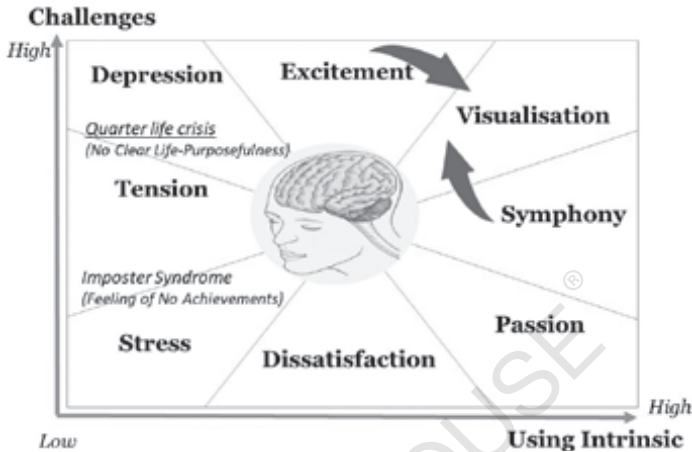 Challenges
High
Depression
Excitement
Visualisation
Quarter life crisis
(No Clear Life-Purposefulness)
Tension
Symphony
Imposter Syndrome
(Feeling of No Achievements)
Passion
Stress
Dissatisfaction
OUSE ®
High
Low
Using Intrinsic